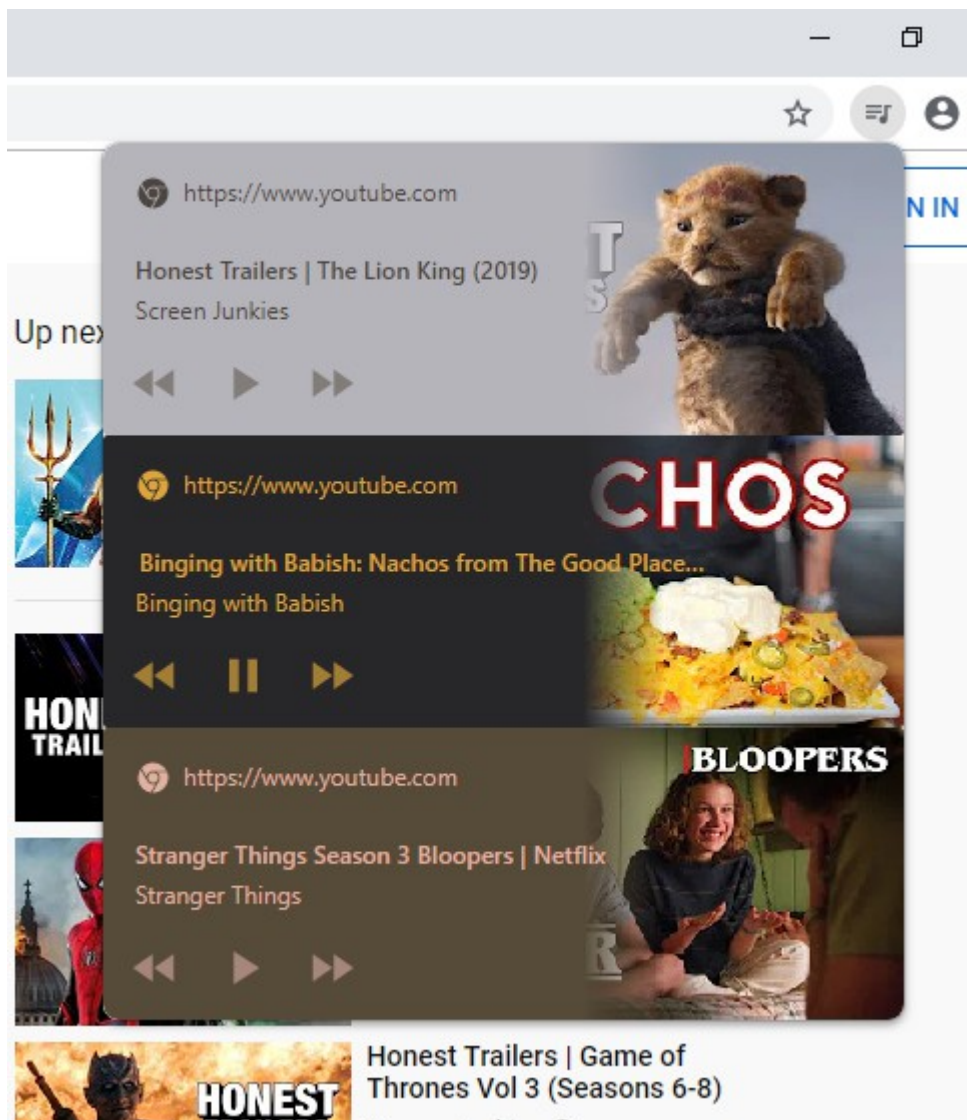 N IN
https://www.youtube.com
Honest Trailers | The Lion King (2019)
Screen Junkies
Up nex
https://www.youtube.com
CHOS
Binging with Babish: Nachos from The Good Place...
Binging with Babish
HON
TRAIL
https://www.youtube.com
BLOOPERS
Stranger Things Season 3 Bloopers | Netflix
Stranger Things
R
HONEST
Honest Trailers | Game of
Thrones Vol 3 (Seasons 6-8)